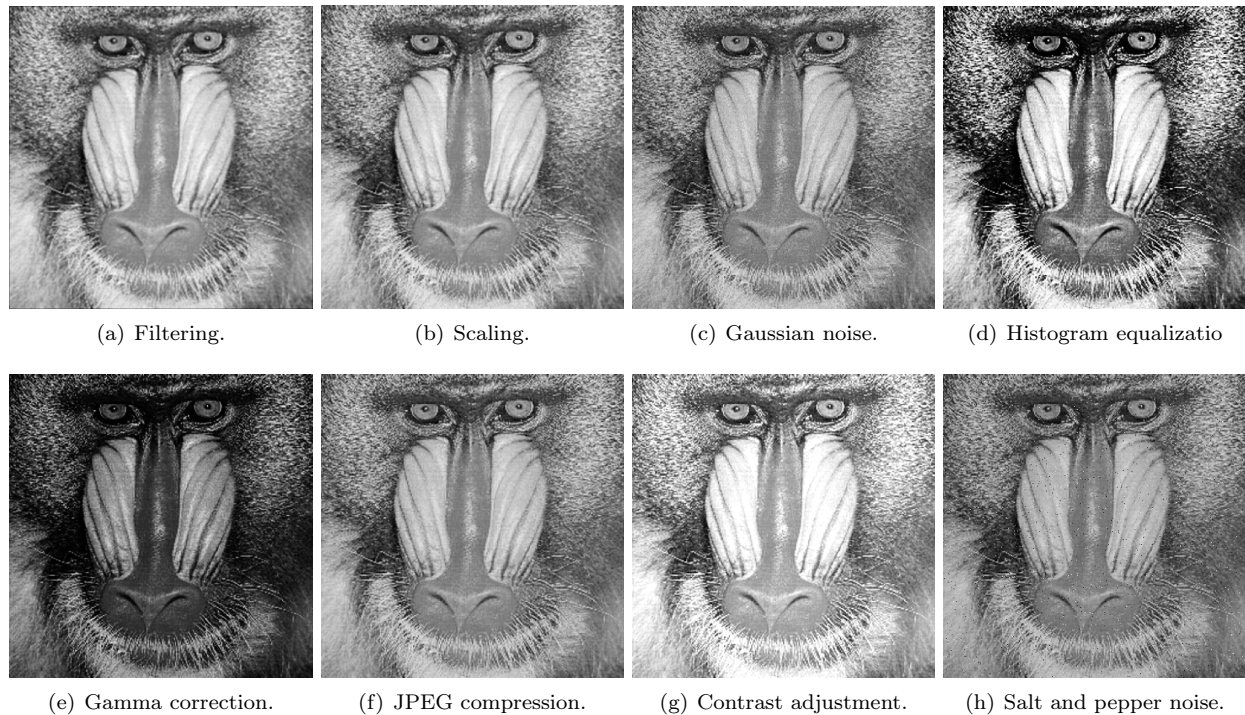 (a) Filtering.
(b) Scaling.
(c) Gaussian noise.
(d) Histogram equalizatio
(e) Gamma correction.
(f) JPEG compression.
(g) Contrast adjustment.
(h) Salt and pepper noise.